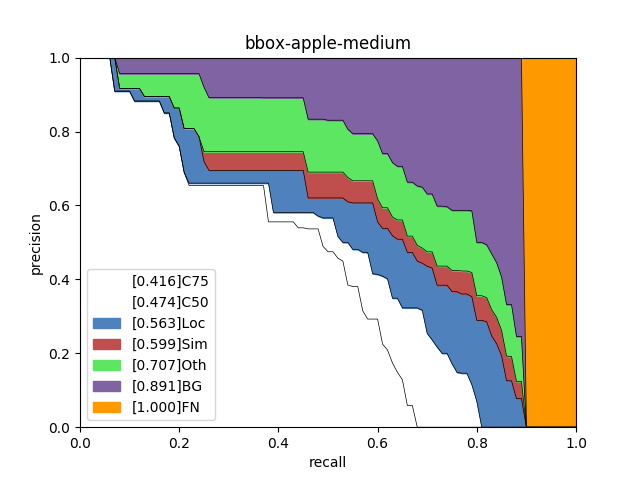 bbox-apple-medium
1.0
0.8
0.6
0.4
0.2
0.0
precision
[0.416]C75
[0.474]C50
[0.563]Loc
[0.599]Sim
[0.707]Oth
[0.891]BG
[1.000]FN
0.0 0.2 0.4 0.6 0.8 1.0
recall